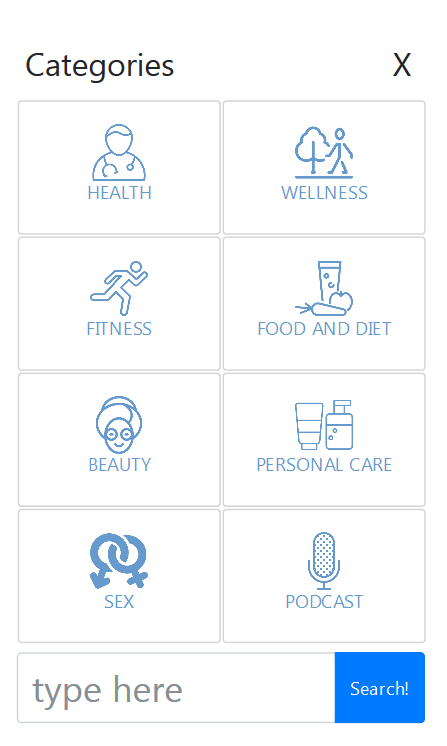 Categories X
HEALTH WELLNESS
FITNESS FOOD AND DIET
BEAUTY PERSONAL CARE
SEX PODCAST
type here Search!